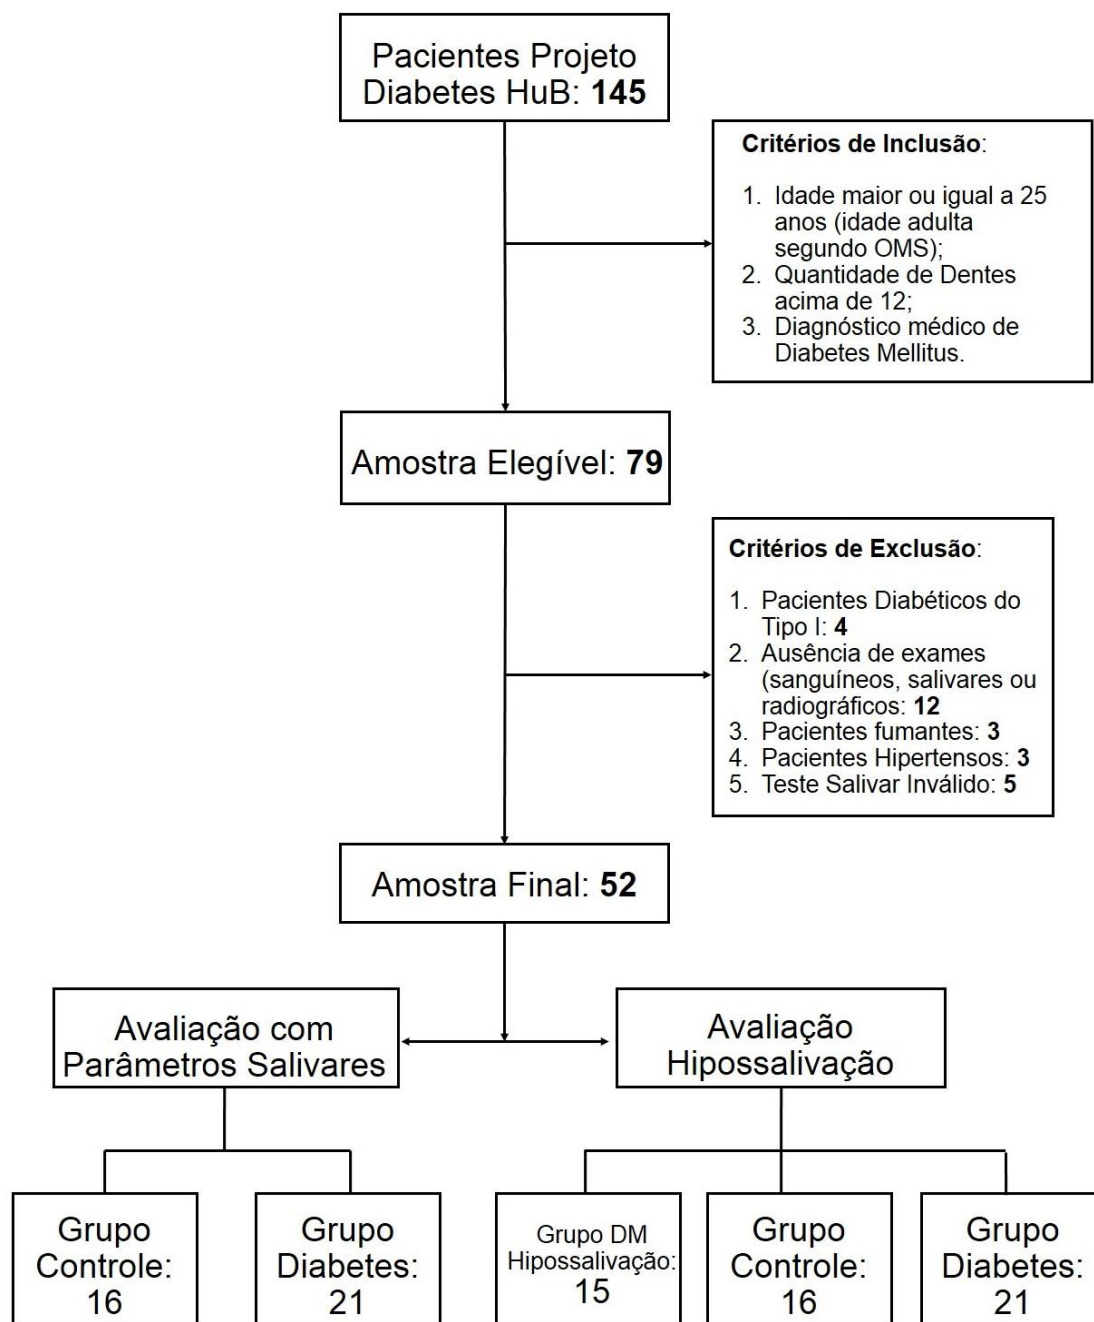 Pacientes Projeto
Diabetes HuB: 145
Critérios de Inclusão:
1. Idade maior ou igual a 25
anos (idade adulta
segundo OMS);
2. Quantidade de Dentes
acima de 12;
3. Diagnóstico médico de
Diabetes Mellitus.
Amostra Elegível: 79
Critérios de Exclusão:
1. Pacientes Diabéticos do
Tipo I: 4
2. Ausência de exames
(sanguíneos, salivares ou
radiográficos: 12
3. Pacientes fumantes: 3
4. Pacientes Hipertensos: 3
5. Teste Salivar Inválido: 5
Amostra Final: 52
Avaliação com
Parâmetros Salivares
Avaliação
Hipossalivação
Grupo
Controle:
16
Grupo
Diabetes:
21
Grupo DM
Hipossalivação:
15
Grupo
Controle:
16
Grupo
Diabetes:
21